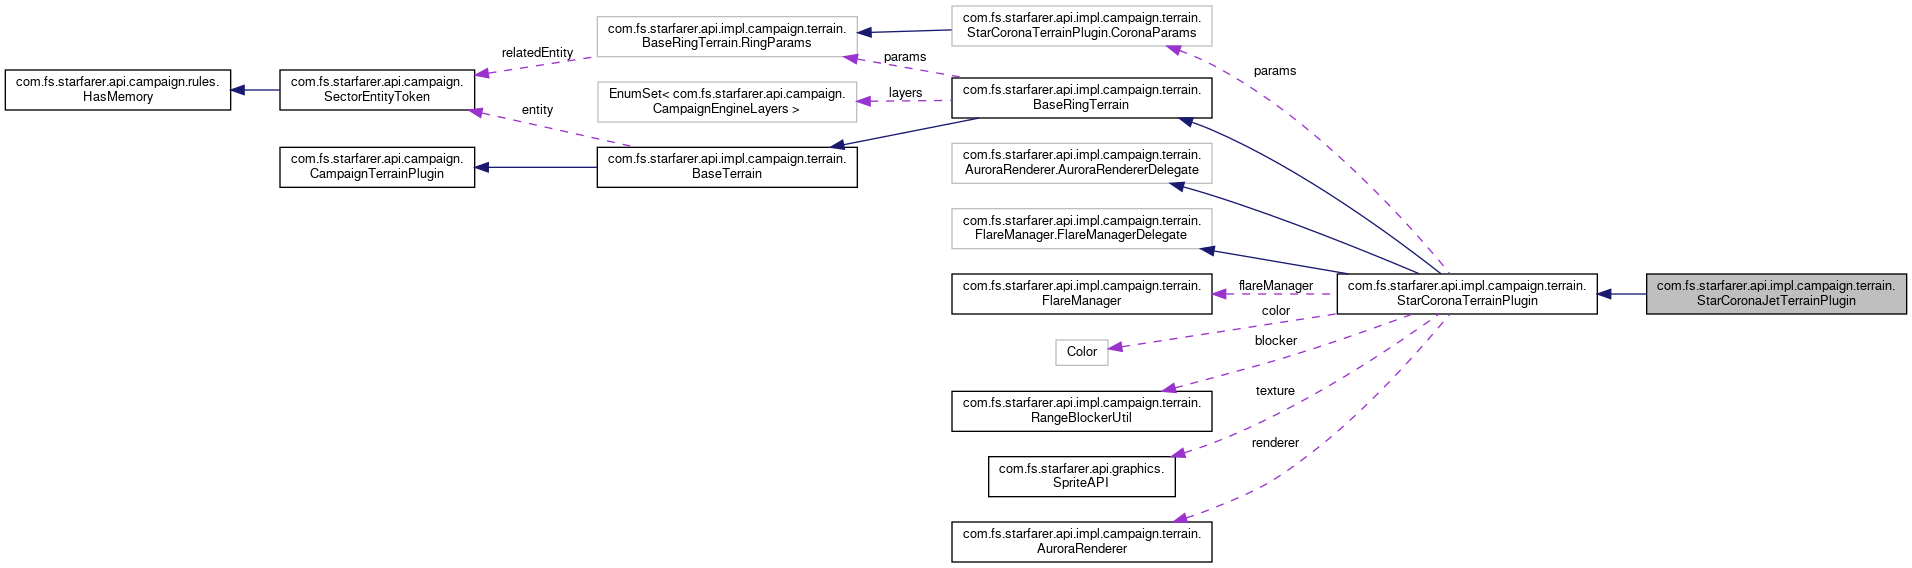 com.fs.starfarer.api.campaign.rules.
HasMemory
com.fs.starfarer.api.campaign.
SectorEntityToken
com.fs.starfarer.api.campaign.
CampaignTerrainPlugin
relatedEntity
entity
com.fs.starfarer.api.impl.campaign.terrain.
BaseRingTerrain.RingParams
EnumSet< com.fs.starfarer.api.campaign.
CampaignEngineLayers >
com.fs.starfarer.api.impl.campaign.terrain.
BaseTerrain
params
layers
com.fs.starfarer.api.impl.campaign.terrain.
StarCoronaTerrainPlugin.CoronaParams
com.fs.starfarer.api.impl.campaign.terrain.
BaseRingTerrain
com.fs.starfarer.api.impl.campaign.terrain.
AuroraRenderer.AuroraRendererDelegate
com.fs.starfarer.api.impl.campaign.terrain.
FlareManager.FlareManagerDelegate
com.fs.starfarer.api.impl.campaign.terrain.
FlareManager
Color
com.fs.starfarer.api.impl.campaign.terrain.
RangeBlockerUtil
com.fs.starfarer.api.graphics.
SpriteAPI
com.fs.starfarer.api.impl.campaign.terrain.
AuroraRenderer
params
flareManager
color
blocker
texture
renderer
com.fs.starfarer.api.impl.campaign.terrain.
StarCoronaTerrainPlugin
com.fs.starfarer.api.impl.campaign.terrain.
StarCoronaJetTerrainPlugin